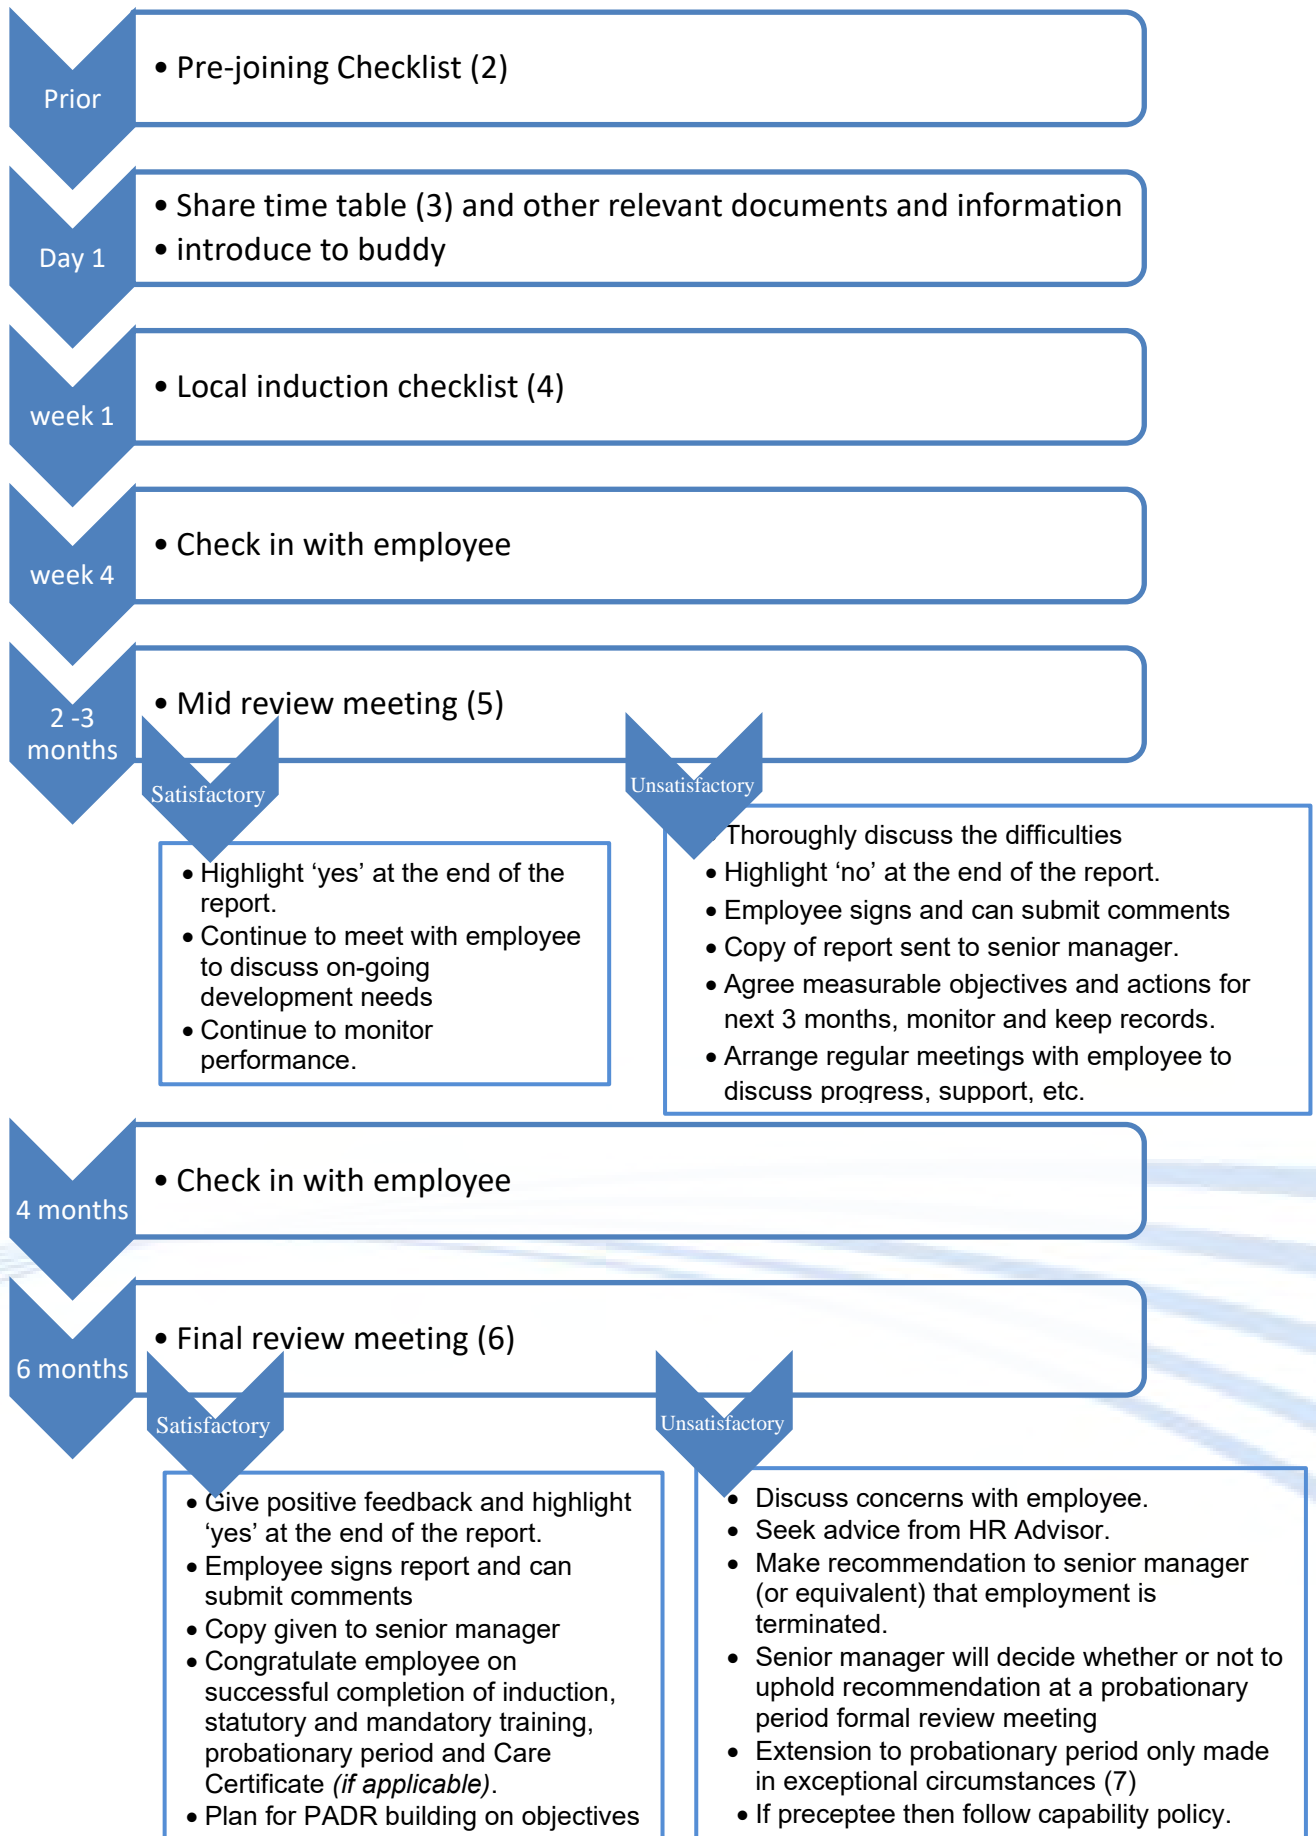 Prior
• Pre-joining Checklist (2)
Day 1
• Share time table (3) and other relevant documents and information
• introduce to buddy
week 1
• Local induction checklist (4)
week 4
• Check in with employee
2 -3
months
• Mid review meeting (5)
Satisfactory
• Highlight ‘yes’ at the end of the
report.
• Continue to meet with employee
to discuss on-going
development needs
• Continue to monitor
performance.
Unsatisfactory
Thoroughly discuss the difficulties
• Highlight ‘no’ at the end of the report.
• Employee signs and can submit comments
• Copy of report sent to senior manager.
• Agree measurable objectives and actions for
next 3 months, monitor and keep records.
• Arrange regular meetings with employee to
discuss progress, support, etc.
4 months
• Check in with employee
6 months
• Final review meeting (6)
Satisfactory
• Give positive feedback and highlight
‘yes’ at the end of the report.
• Employee signs report and can
submit comments
• Copy given to senior manager
• Congratulate employee on
successful completion of induction,
statutory and mandatory training,
probationary period and Care
Certificate (if applicable).
• Plan for PADR building on objectives
Unsatisfactory
• Discuss concerns with employee.
• Seek advice from HR Advisor.
• Make recommendation to senior manager
(or equivalent) that employment is
terminated.
• Senior manager will decide whether or not to
uphold recommendation at a probationary
period formal review meeting
• Extension to probationary period only made
in exceptional circumstances (7)
• If preceptee then follow capability policy.